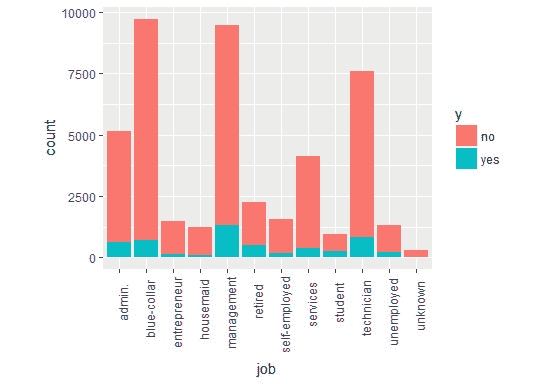 10000
7500
5000
2500
0
count
admin.
blue-collar
entrepreneur
housemaid
management
retired
self-employed
services
student
technician
unemployed
unknown
job
y
no
yes